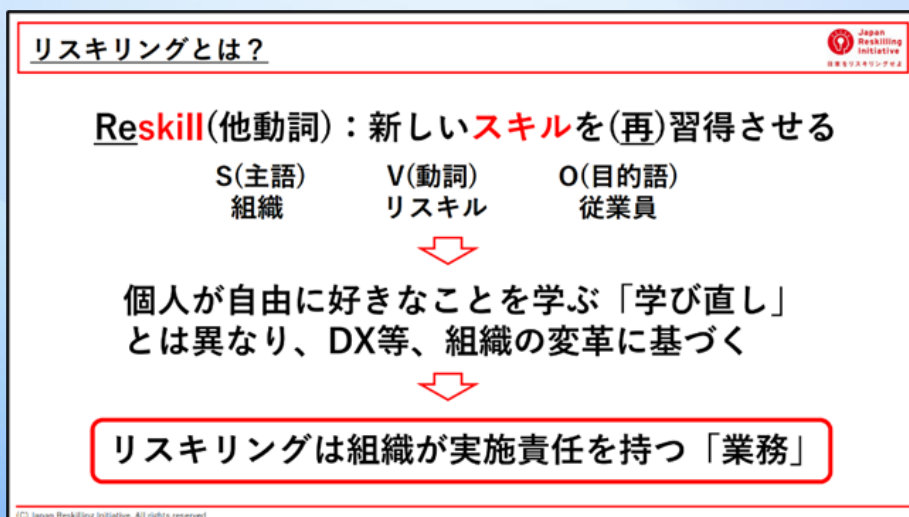 リスキリングとは？
Japan
Reskilling
Initiative
日本をリスキリングせよ
Reskill(他動詞)：新しいスキルを(再)習得させる
S(主語) V(動詞) O(目的語)
組織 リスキル 従業員
個人が自由に好きなことを学ぶ「学び直し」
とは異なり、DX等、組織の変革に基づく
リスキリングは組織が実施責任を持つ「業務」
(C) Japan Reskilling Initiative. All rights reserved